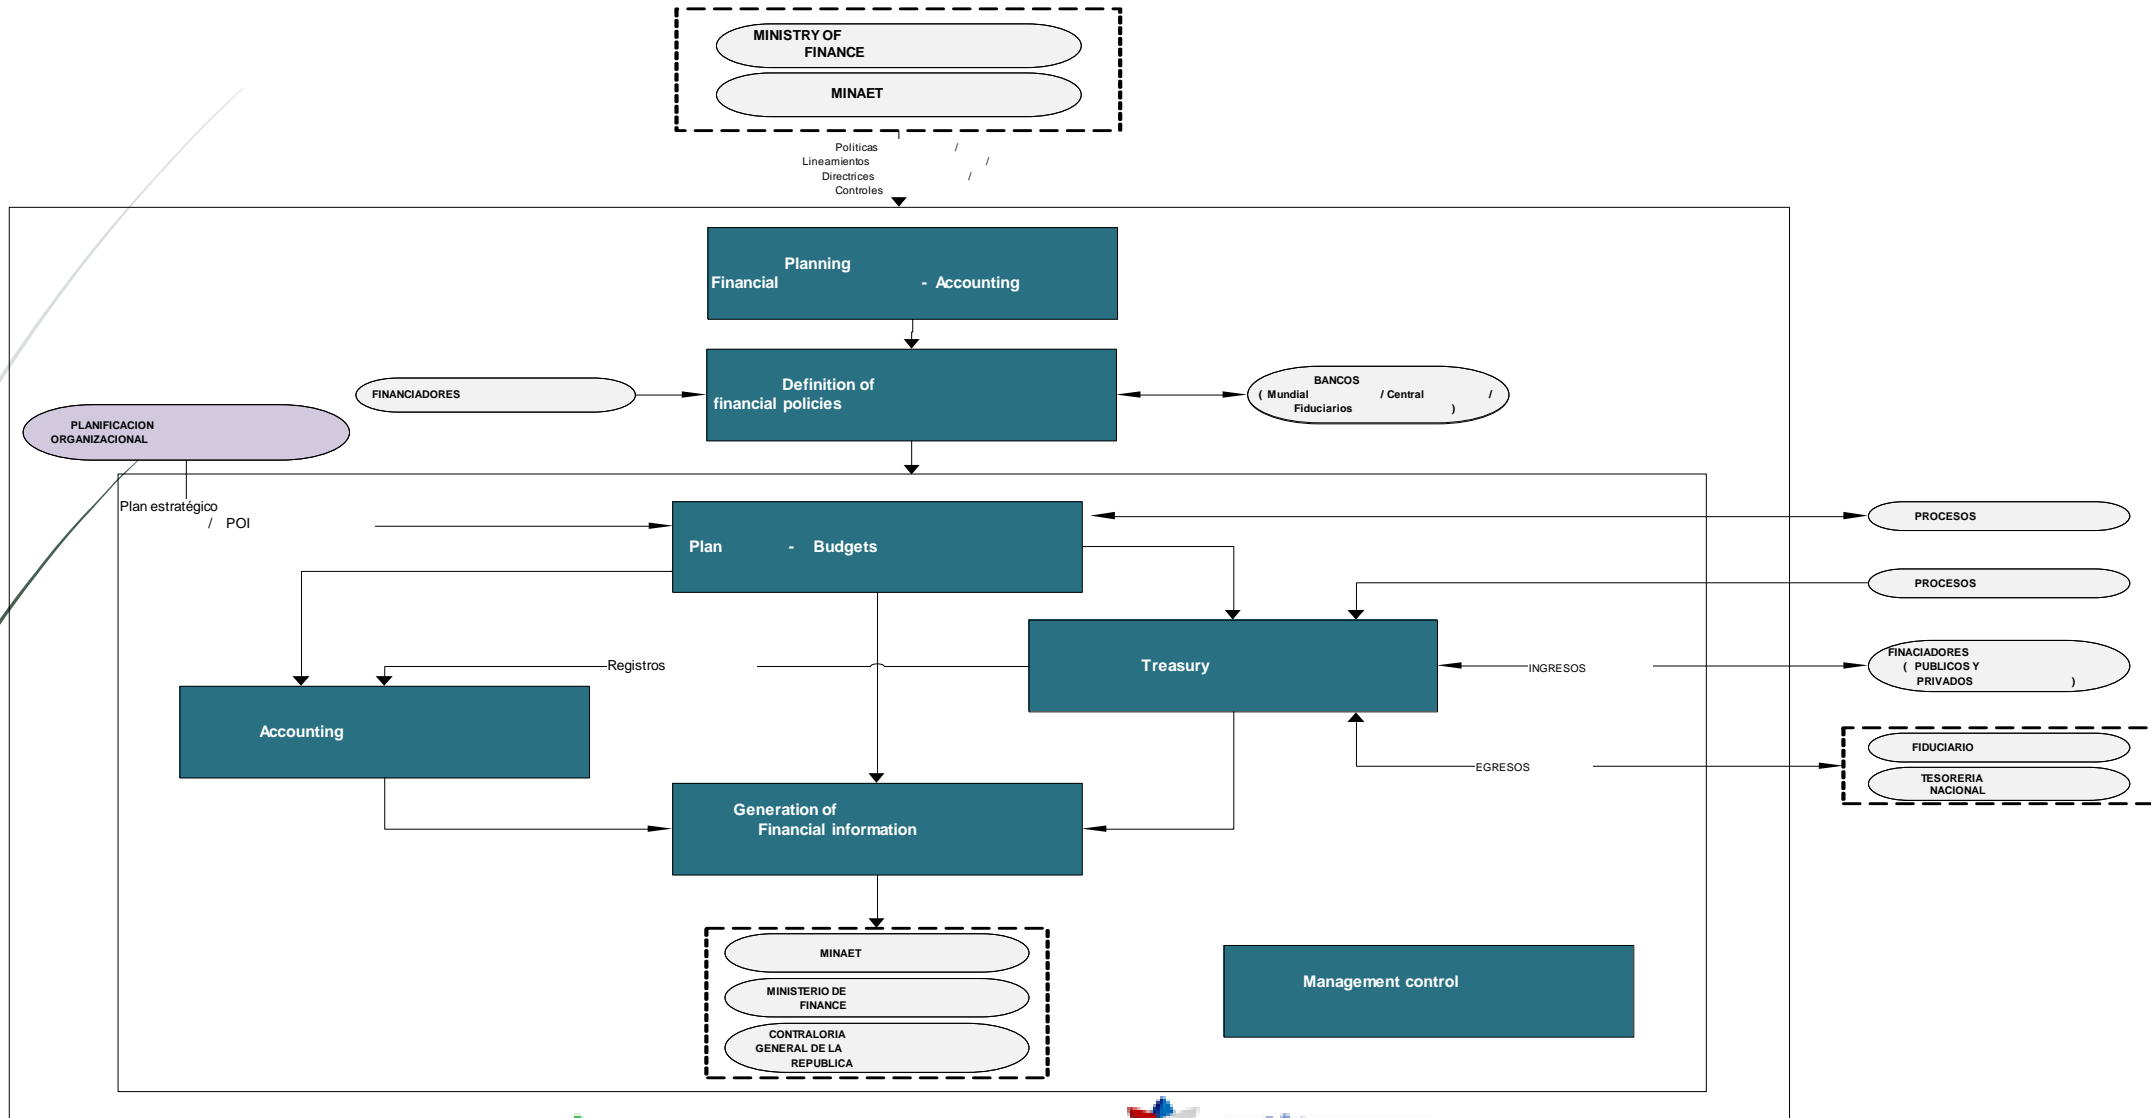 MINISTRY OF
FINANCE
MINAET
Políticas /
Lineamientos /
Directrices /
Controles
Planning
Financial - Accounting
Definition of
financial policies
FINANCIADORES
BANCOS
( Mundial / Central /
Fiduciarios )
PLANIFICACION
ORGANIZACIONAL
Plan estratégico
/ POI
Plan - Budgets
PROCESOS
PROCESOS
Registros
Treasury
INGRESOS
FINACIADORES
( PUBLICOS Y
PRIVADOS )
Accounting
EGRESOS
FIDUCIARIO
TESORERIA
NACIONAL
Generation of
Financial information
MINAET
MINISTERIO DE
FINANCE
CONTRALORIA
GENERAL DE LA
REPUBLICA
Management control